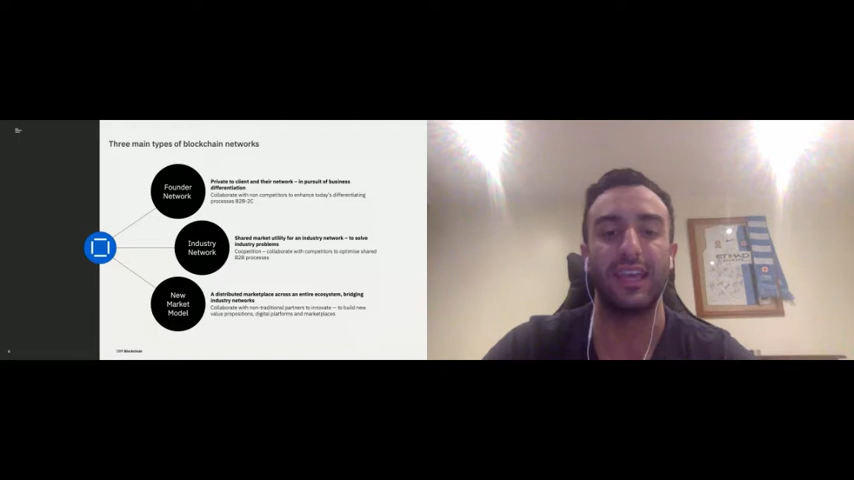 Three main types of blockchain networks
Founder
Network
Private to client and their network – in pursuit of business
differentiation
Collaborate with non competitors to enhance today's differentiating
processes B2B-2C
Industry
Network
Shared market utility for an industry network – to solve
industry problems
Coopetition – collaborate with competitors to optimise shared
B2B processes
New
Market
Model
A distributed marketplace across an entire ecosystem, bridging
industry networks
Collaborate with non-traditional partners to innovate – to build new
value propositions, digital platforms and marketplaces
IBM Blockchain
ETIHAD